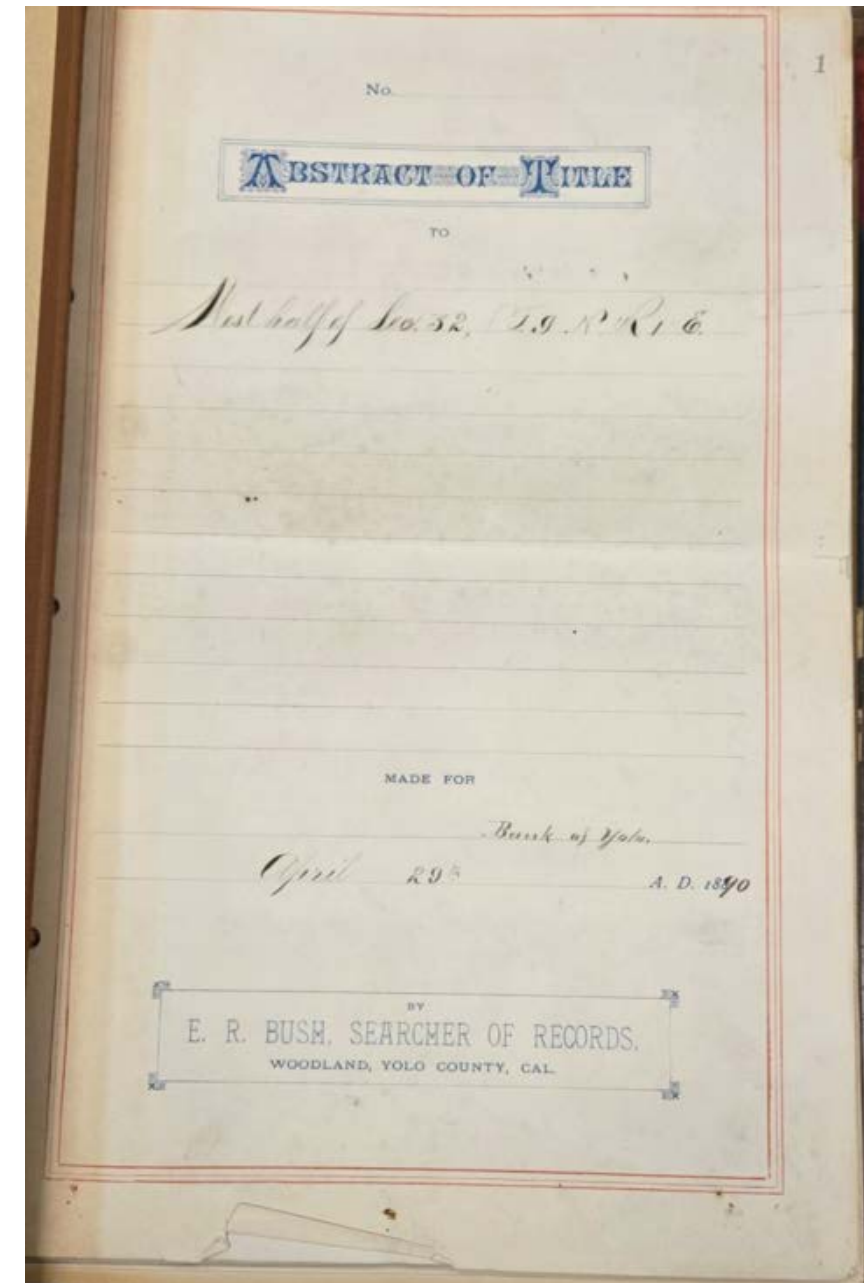 1
No.
ABSTRACT OF TITLE
TO
West half of Sec. 32, T. 9. N. R. 1 E.
MADE FOR
Bank of Yolo.
April 29th A. D. 1890
BY
E. R. BUSH, SEARCHER OF RECORDS,
WOODLAND, YOLO COUNTY, CAL.